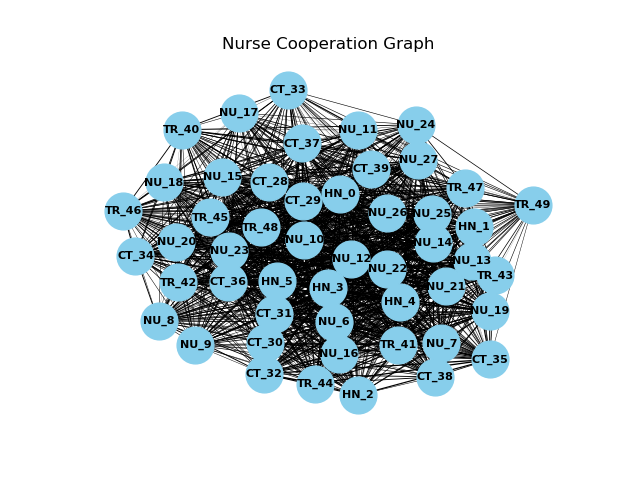 Nurse Cooperation Graph
CT_33
NU_17
NU_24
TR_40
NU_11
CT_37
NU_27
CT_39
NU_15
NU_18
CT_28
TR_47
HN_0
CT_29
TR_49
TR_46
NU_26
NU_25
TR_45
HN_1
TR_48
NU_10
NU_20
NU_14
NU_23
CT_34
NU_12
NU_13
NU_22
TR_43
HN_5
TR_42
CT_36
NU_21
HN_3
HN_4
NU_19
CT_31
NU_8
NU_6
CT_30
NU_7
NU_9
TR_41
NU_16
CT_35
CT_32
CT_38
TR_44
HN_2